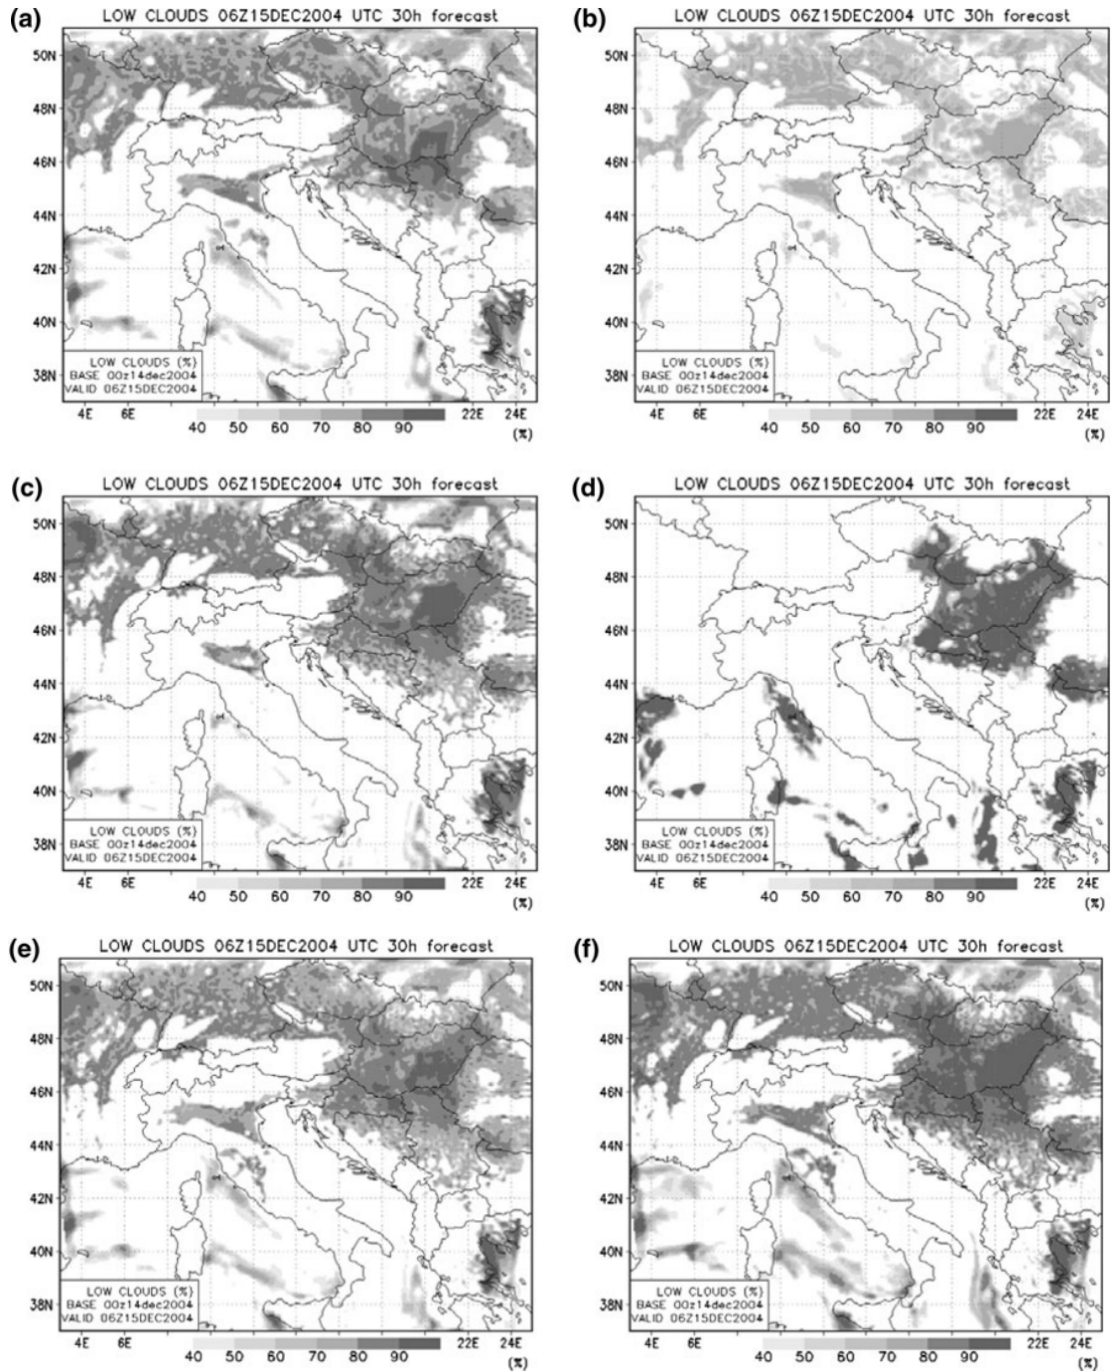 (a)
LOW CLOUDS 06Z15DEC2004 UTC 30h forecast
50N
48N
46N
44N
42N
40N
38N
LOW CLOUDS (%)
BASE 00z14dec2004
VALID 06Z15DEC2004
4E 6E 22E 24E
40 50 60 70 80 90
(%)
(b)
LOW CLOUDS 06Z15DEC2004 UTC 30h forecast
50N
48N
46N
44N
42N
40N
38N
LOW CLOUDS (%)
BASE 00z14dec2004
VALID 06Z15DEC2004
4E 6E 22E 24E
40 50 60 70 80 90
(%)
(c)
LOW CLOUDS 06Z15DEC2004 UTC 30h forecast
50N
48N
46N
44N
42N
40N
38N
LOW CLOUDS (%)
BASE 00z14dec2004
VALID 06Z15DEC2004
4E 6E 22E 24E
40 50 60 70 80 90
(%)
(d)
LOW CLOUDS 06Z15DEC2004 UTC 30h forecast
50N
48N
46N
44N
42N
40N
38N
LOW CLOUDS (%)
BASE 00z14dec2004
VALID 06Z15DEC2004
4E 6E 22E 24E
40 50 60 70 80 90
(%)
(e)
LOW CLOUDS 06Z15DEC2004 UTC 30h forecast
50N
48N
46N
44N
42N
40N
38N
LOW CLOUDS (%)
BASE 00z14dec2004
VALID 06Z15DEC2004
4E 6E 22E 24E
40 50 60 70 80 90
(%)
(f)
LOW CLOUDS 06Z15DEC2004 UTC 30h forecast
50N
48N
46N
44N
42N
40N
38N
LOW CLOUDS (%)
BASE 00z14dec2004
VALID 06Z15DEC2004
4E 6E 22E 24E
40 50 60 70 80 90
(%)